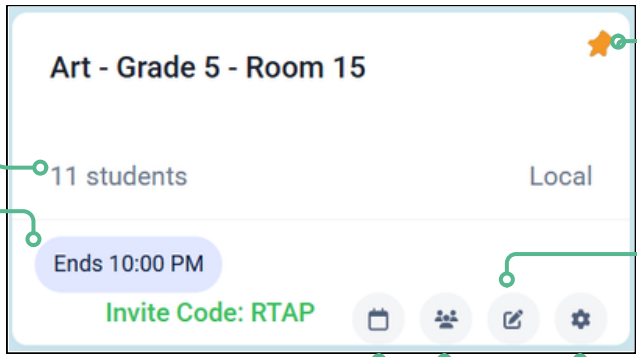 Art - Grade 5 - Room 15
11 students Local
Ends 10:00 PM
Invite Code: RTAP